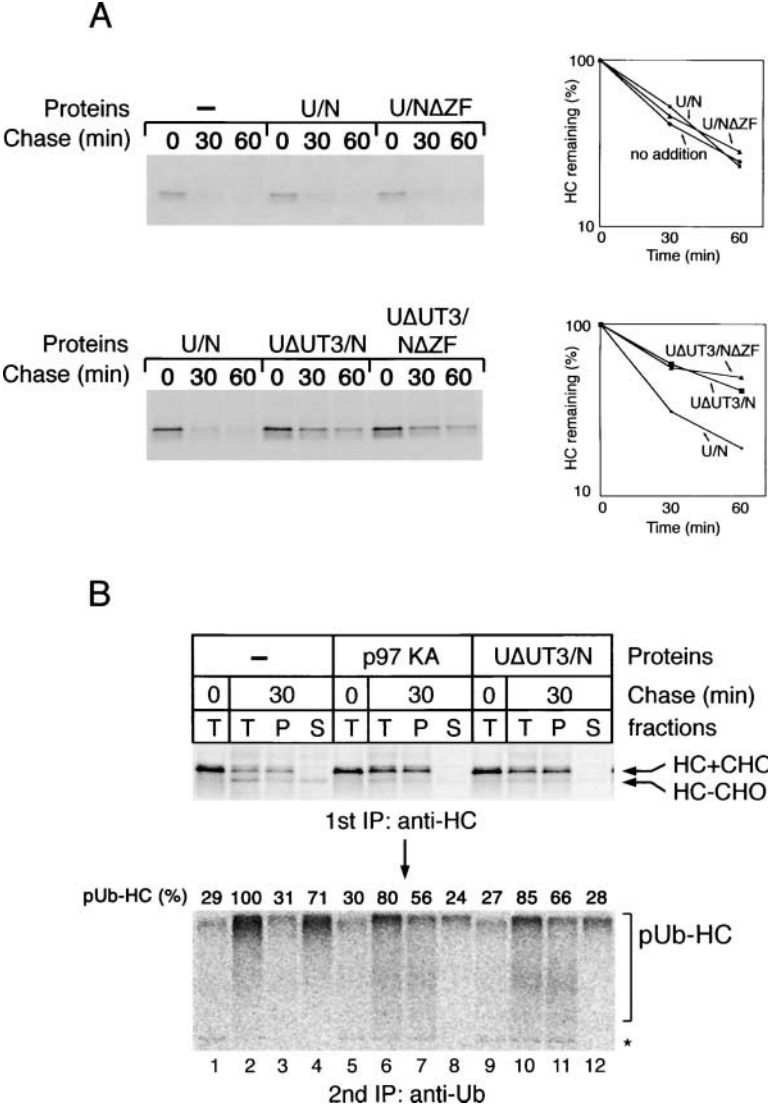 A
Proteins – U/N U/NΔZF
Chase (min) 0 30 60 0 30 60 0 30 60
HC remaining (%)
100
10
U/N
U/NΔZF
no addition
0 30 60
Time (min)
Proteins U/N UΔUT3/N UΔUT3/
NΔZF
Chase (min) 0 30 60 0 30 60 0 30 60
HC remaining (%)
100
10
UΔUT3/NΔZF
UΔUT3/N
U/N
0 30 60
Time (min)
B
– p97 KA UΔUT3/N Proteins
0 30 0 30 0 30 Chase (min)
T T P S T T P S T T P S fractions
HC+CHO
HC-CHO
1st IP: anti-HC
pUb-HC (%) 29 100 31 71 30 80 56 24 27 85 66 28
pUb-HC
*
1 2 3 4 5 6 7 8 9 10 11 12
2nd IP: anti-Ub